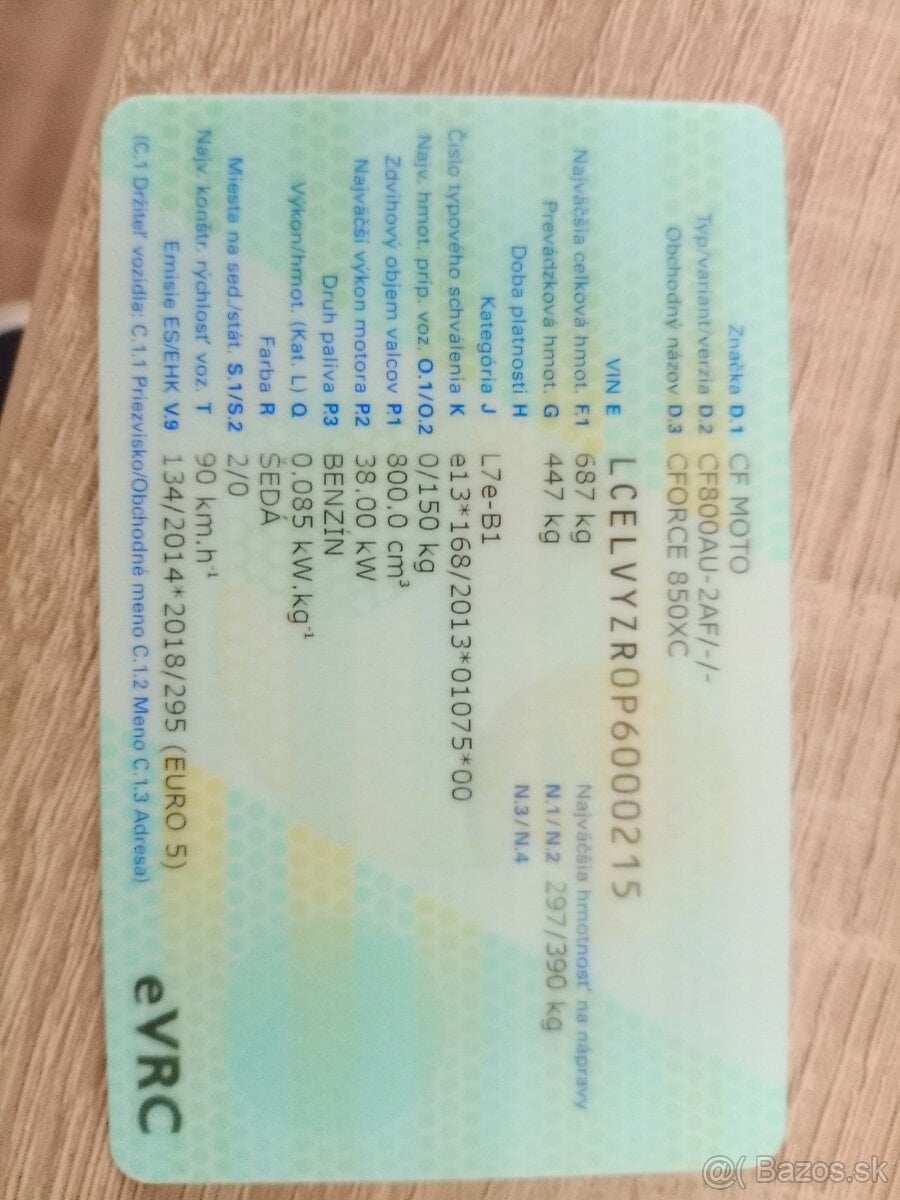 Značka D.1 CF MOTO
Typ/variant/verzia D.2 CF800AU-2AF/-/-
Obchodný názov D.3 CFORCE 850XC
VIN E LCELVYZR0P6000215
Najväčšia celková hmot. F.1 687 kg
Najväčšia hmotnosť na nápravy
Prevádzková hmot. G 447 kg
N.1/N.2 297/390 kg
Doba platnosti H
N.3/N.4
Kategória J L7e-B1
Číslo typového schválenia K e13*168/2013*01075*00
Najv. hmot. príp. voz. O.1/O.2 0/150 kg
Zdvihový objem valcov P.1 800,0 cm³
Najväčší výkon motora P.2 38.00 kW
Druh paliva P.3 BENZÍN
Výkon/hmot. (Kat. L) Q 0.085 kW.kg⁻¹
Farba R ŠEDÁ
Miesta na sed./stát. S.1/S.2 2/0
Najv. konštr. rýchlosť voz. T 90 km.h⁻¹
Emisie ES/EHK V.9 134/2014*2018/295 (EURO 5)
(C.1 Držiteľ vozidla: C.1.1 Priezvisko/Obchodné meno C.1.2 Meno C.1.3 Adresa)
eVRC
@( Bazos.sk